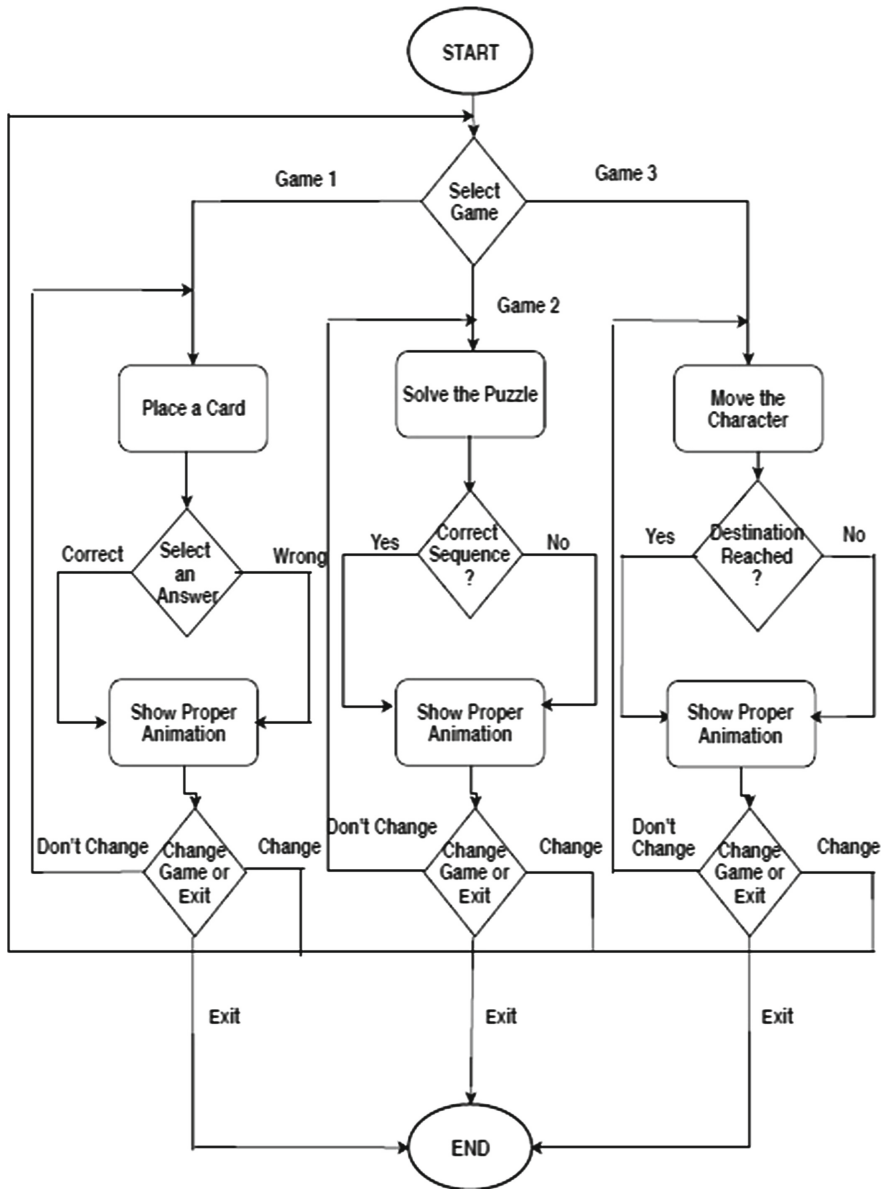 START
Game 1
Select
Game
Game 3
Game 2
Place a Card
Solve the Puzzle
Move the
Character
Correct
Select
an
Answer
Wrong
Yes
Correct
Sequence
?
No
Yes
Destination
Reached
?
No
Show Proper
Animation
Show Proper
Animation
Show Proper
Animation
Don't Change
Change
Game or
Exit
Change
Don't Change
Change
Game or
Exit
Change
Don't
Change
Change
Game or
Exit
Change
Exit
Exit
Exit
END